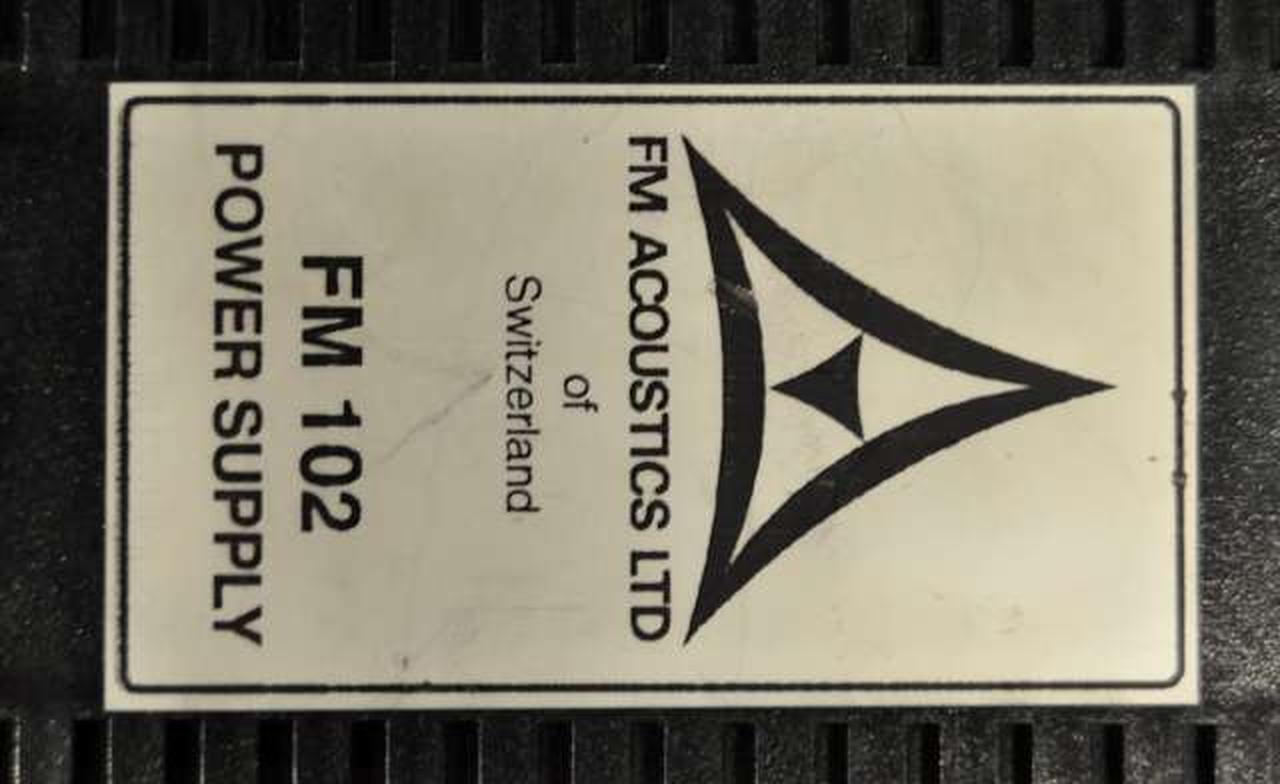 FM ACOUSTICS LTD
of
Switzerland
FM 102
POWER SUPPLY